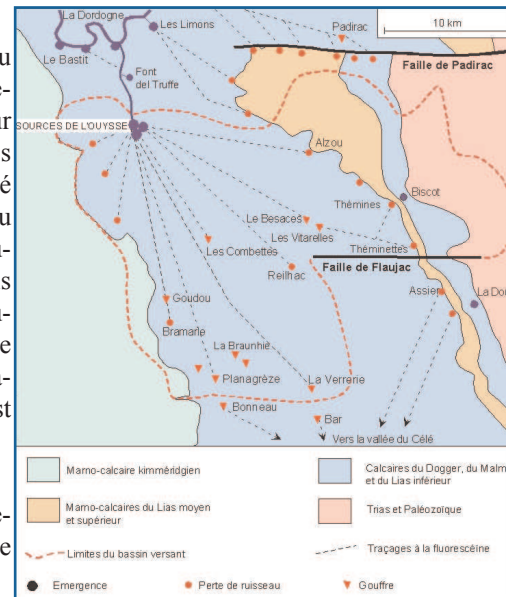 La Dordogne
Les Limons
Padirac
10 km
Le Bastit
Font
del Truffe
Faille de Padirac
SOURCES DE L'OUYSSE
Alzou
Thémines
Biscot
Le Besaces
Les Vitarelles
Théminettes
Les Combettes
Reilhac
Faille de Flaujac
Assier
La Dou
Goudou
Bramarie
La Braunhie
Planagrèze
La Verrerie
Bonneau
Bar
Vers la vallée du Célé
Marno-calcaire kimméridgien
Calcaires du Dogger, du Malm
et du Lias inférieur
Marno-calcaires du Lias moyen
et supérieur
Trias et Paléozoïque
Limites du bassin versant
Traçages à la fluorescéine
Emergence
Perte de ruisseau
Gouffre